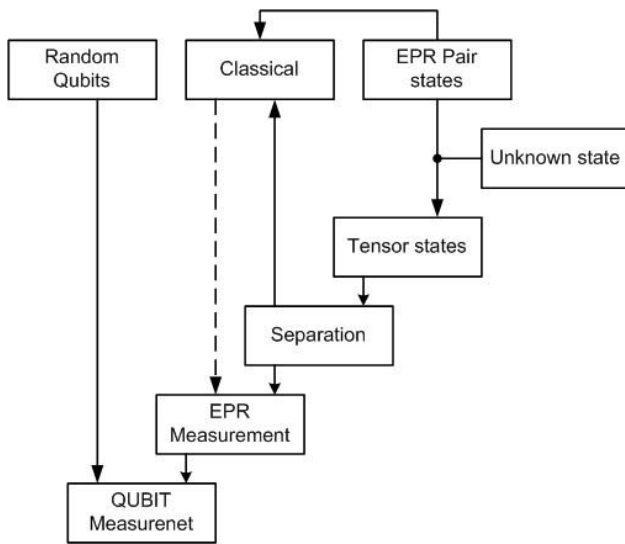 Random
Qubits
Classical
EPR Pair
states
Unknown state
Tensor states
Separation
EPR
Measurement
QUBIT
Measurenet